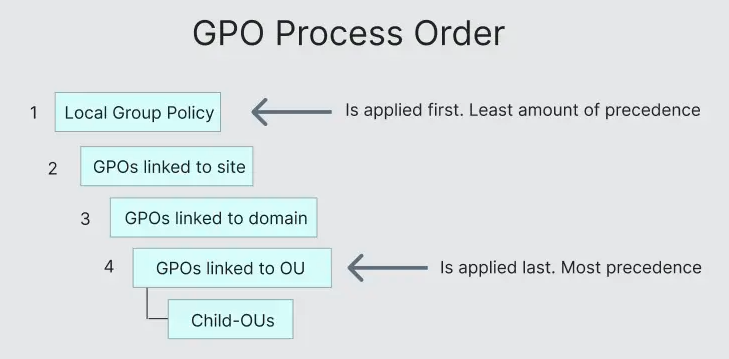 GPO Process Order
1 Local Group Policy Is applied first. Least amount of precedence
2 GPOs linked to site
3 GPOs linked to domain
4 GPOs linked to OU Is applied last. Most precedence
Child-OUs